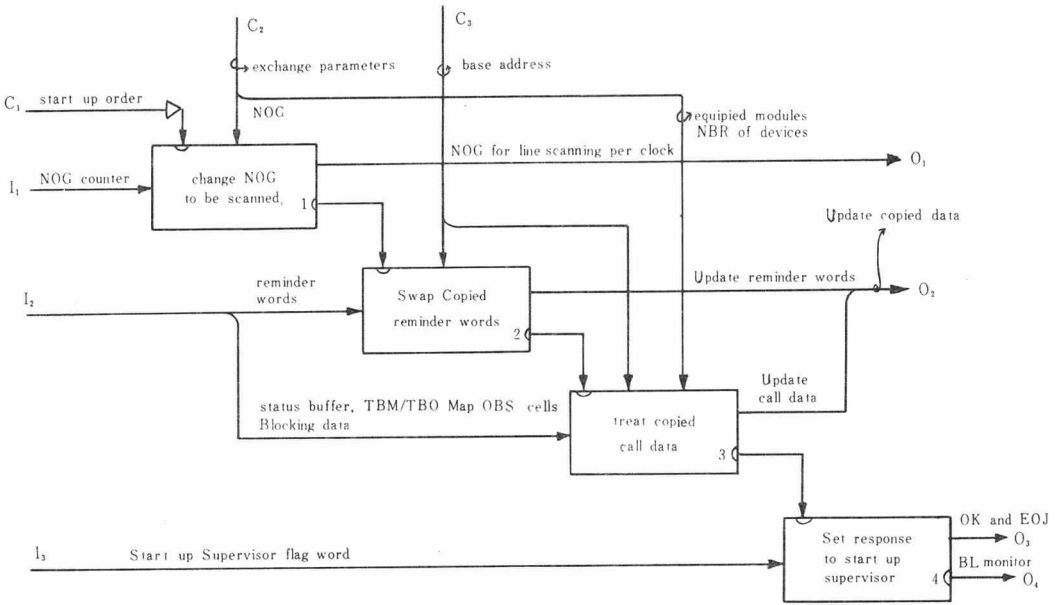 C₂
C₃
exchange parameters
base address
C₁ start up order
NOG
equipied modules
NBR of devices
NOG for line scanning per clock
O₁
I₁ NOG counter
change NOG
to be scanned,
1
Update copied data
I₂
reminder
words
Swap Copied
reminder words
2
Update reminder words
O₂
status buffer, TBM/TBO Map OBS cells
Blocking data
treat copied
call data
3
Update
call data
I₃ Start up Supervisor flag word
Set response
to start up
supervisor
4
OK and EOJ
O₃
BL monitor
O₄